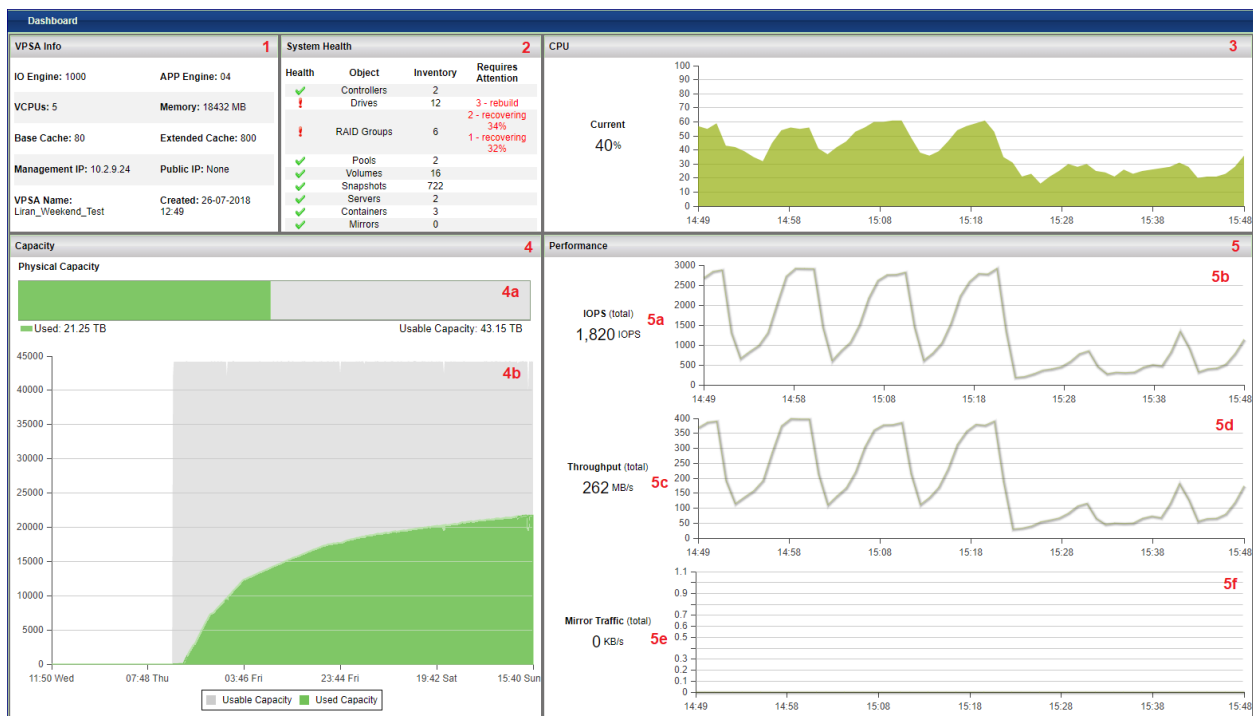 Dashboard
VPSA Info 1
IO Engine: 1000 APP Engine: 04
VCPUs: 5 Memory: 18432 MB
Base Cache: 80 Extended Cache: 800
Management IP: 10.2.9.24 Public IP: None
VPSA Name: Created: 26-07-2018
Liran_Weekend_Test 12:49
System Health 2
Health Object Inventory Requires
Attention
Controllers 2
Drives 12 3 - rebuild
2 - recovering
34%
RAID Groups 6
1 - recovering
32%
Pools 2
Volumes 16
Snapshots 722
Servers 2
Containers 3
Mirrors 0
CPU 3
Current
40%
100
90
80
70
60
50
40
30
20
10
0
14:49 14:58 15:08 15:18 15:28 15:38 15:48
Capacity 4
Physical Capacity
4a
Used: 21.25 TB Usable Capacity: 43.15 TB
45000
4b
40000
35000
30000
25000
20000
15000
10000
5000
0
11:50 Wed 07:48 Thu 03:46 Fri 23:44 Fri 19:42 Sat 15:40 Sun
Usable Capacity Used Capacity
Performance 5
IOPS (total) 5a
1,820 IOPS
3000
5b
2500
2000
1500
1000
500
0
14:49 14:58 15:08 15:18 15:28 15:38 15:48
Throughput (total)
262 MB/s 5c
400
5d
350
300
250
200
150
100
50
0
14:49 14:58 15:08 15:18 15:28 15:38 15:48
Mirror Traffic (total)
0 KB/s 5e
1.1
5f
0.9
0.7
0.6
0.5
0.3
0.2
0.1
0
14:49 14:58 15:08 15:18 15:28 15:38 15:48